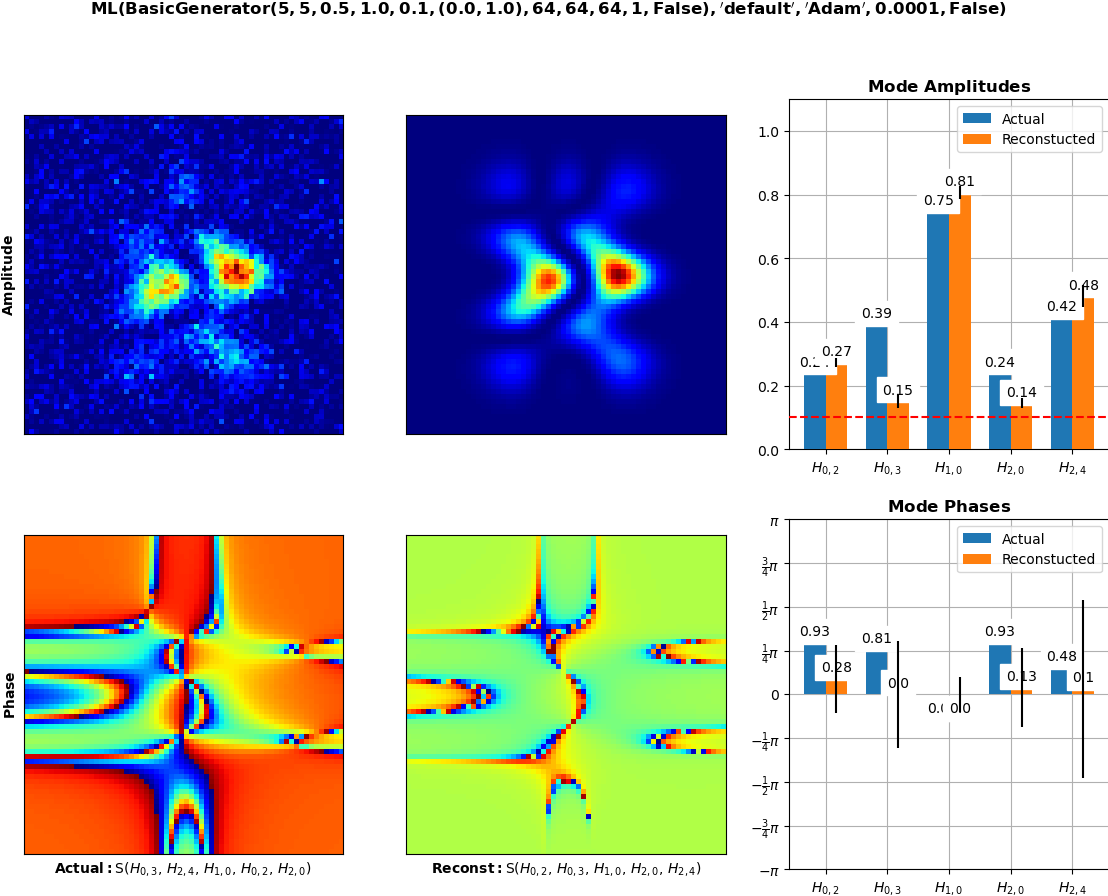 ML(BasicGenerator(5, 5, 0.5, 1.0, 0.1, (0.0, 1.0), 64, 64, 64, 1, False), ′default′, ′Adam′, 0.0001, False)
Amplitude
Mode Amplitudes
Actual
Reconstucted
1.0
0.8
0.6
0.4
0.2
0.0
0.27
0.39
0.15
0.75
0.81
0.24
0.14
0.42
0.48
H0,2
H0,3
H1,0
H2,0
H2,4
Phase
Actual: S(H0,3, H2,4, H1,0, H0,2, H2,0)
Reconst: S(H0,2, H0,3, H1,0, H2,0, H2,4)
Mode Phases
Actual
Reconstucted
π
3/4π
1/2π
1/4π
0
−1/4π
−1/2π
−3/4π
−π
0.93
0.28
0.81
0.0
0.0
0.93
0.13
0.48
0.1
H0,2
H0,3
H1,0
H2,0
H2,4